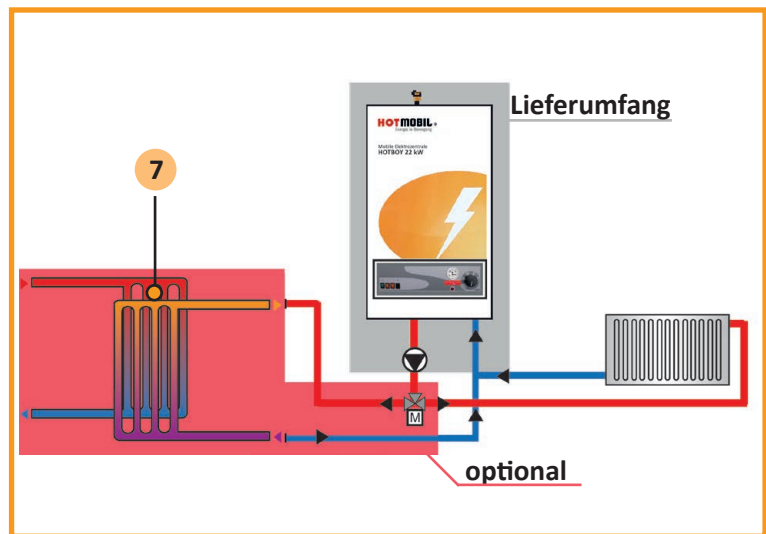 Lieferumfang
HOTMOBIL®
Energie in Bewegung
Mobile Elektrozentrale
HOTBOY 22 kW
7
M
optional